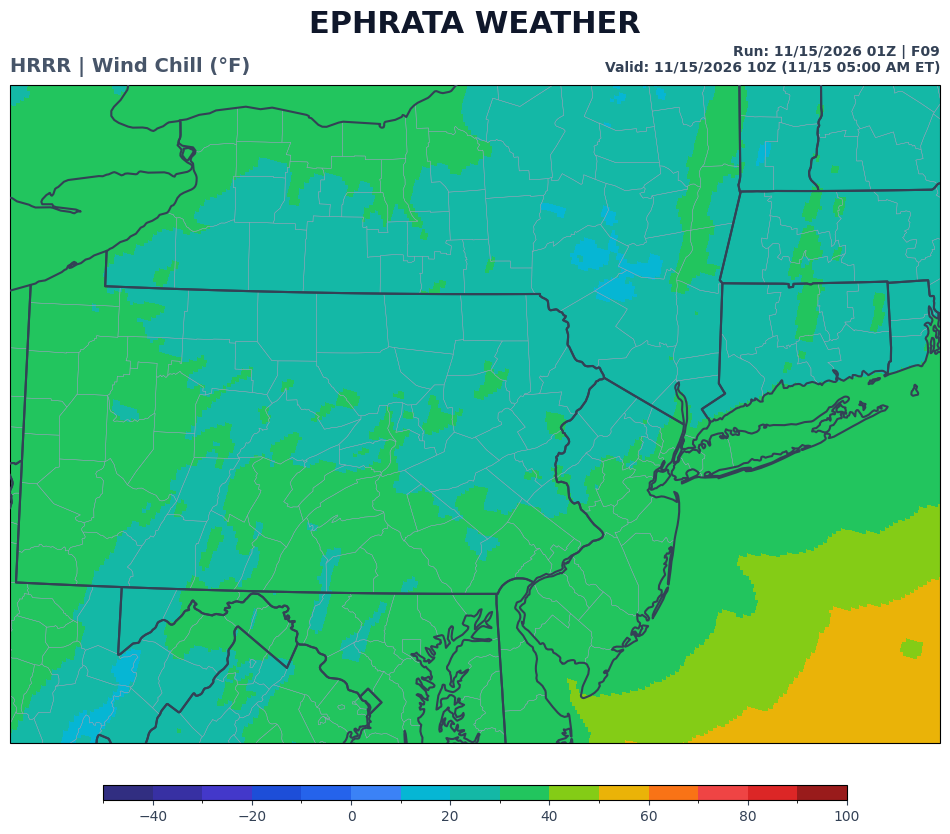 EPHRATA WEATHER
HRRR | Wind Chill (°F)
Run: 11/15/2026 01Z | F09
Valid: 11/15/2026 10Z (11/15 05:00 AM ET)
−40 −20 0 20 40 60 80 100